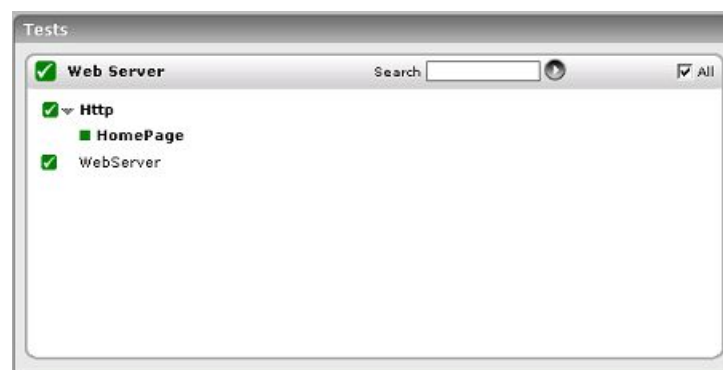 Tests
Web Server Search All
Http
HomePage
WebServer